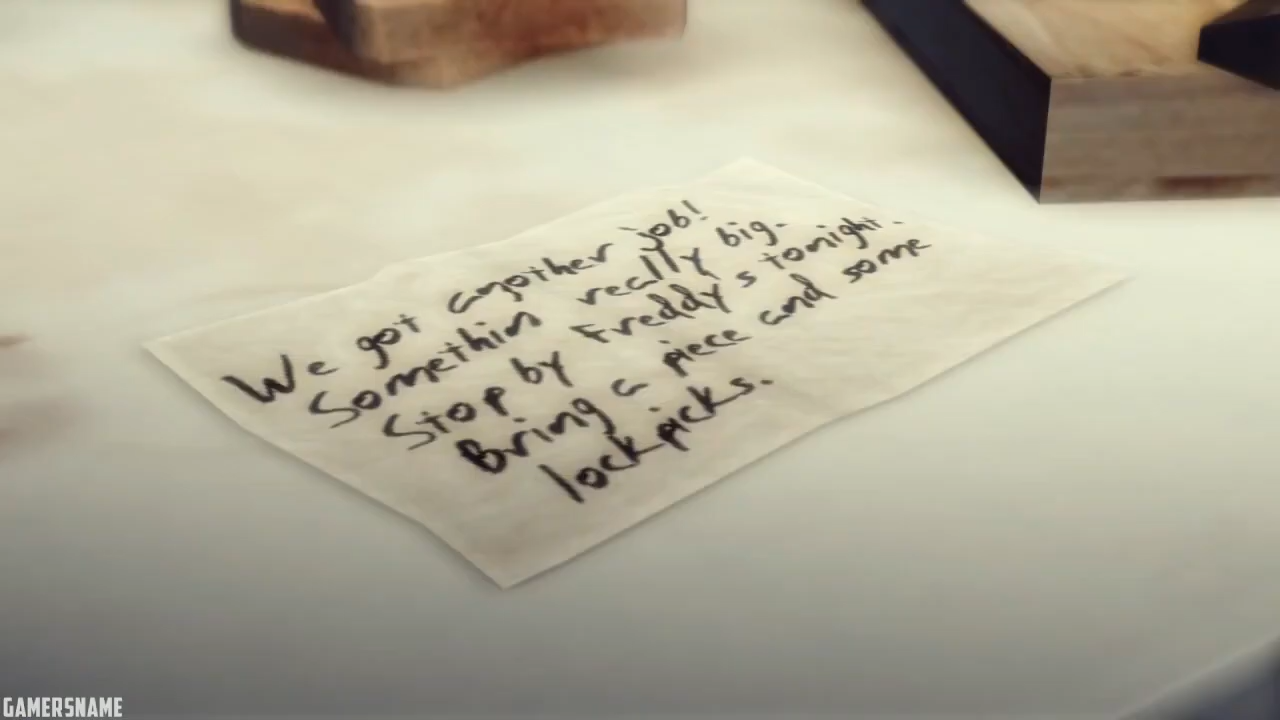 We got another job!
Somethin really big.
Stop by Freddy s tonight.
Bring a piece and some
lockpicks.
GAMERSNAME